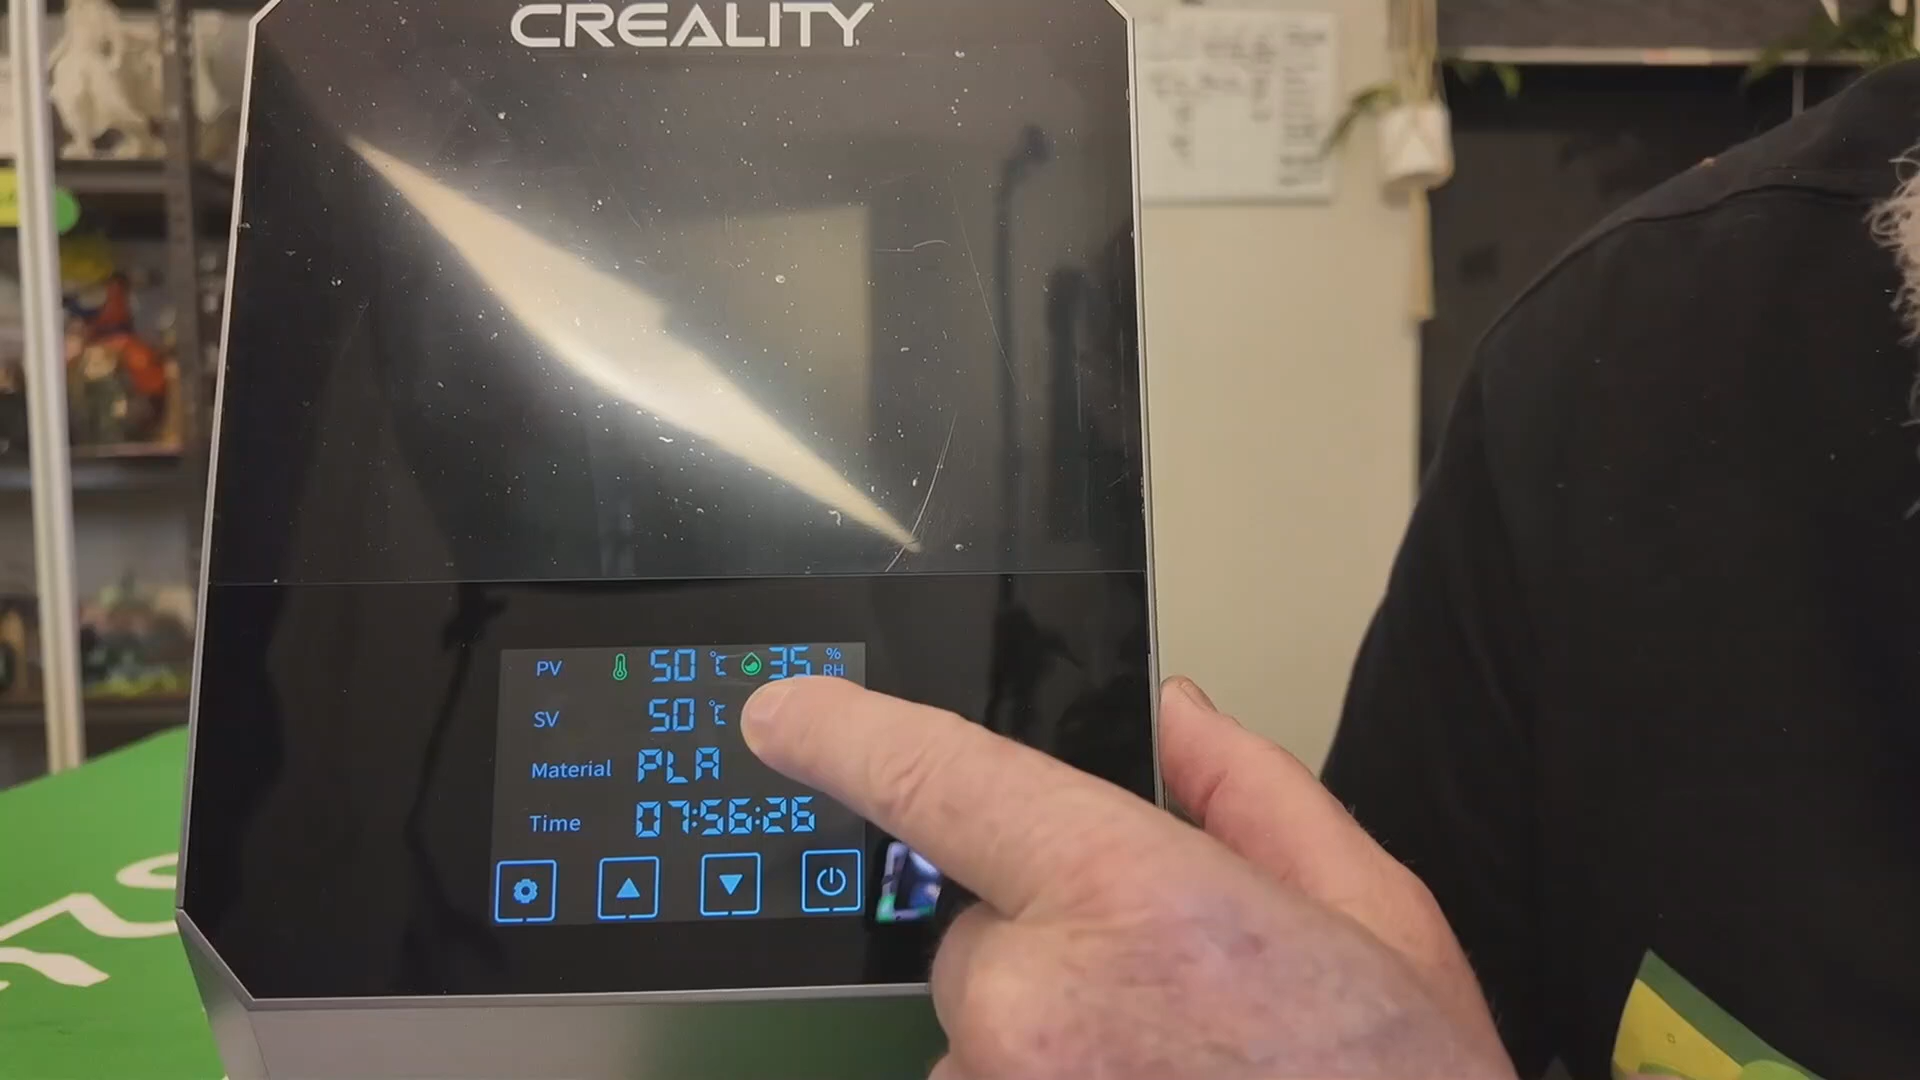 CREALITY
PV 50 °C 35 % RH
SV 50 °C
Material PLA
Time 07:56:26